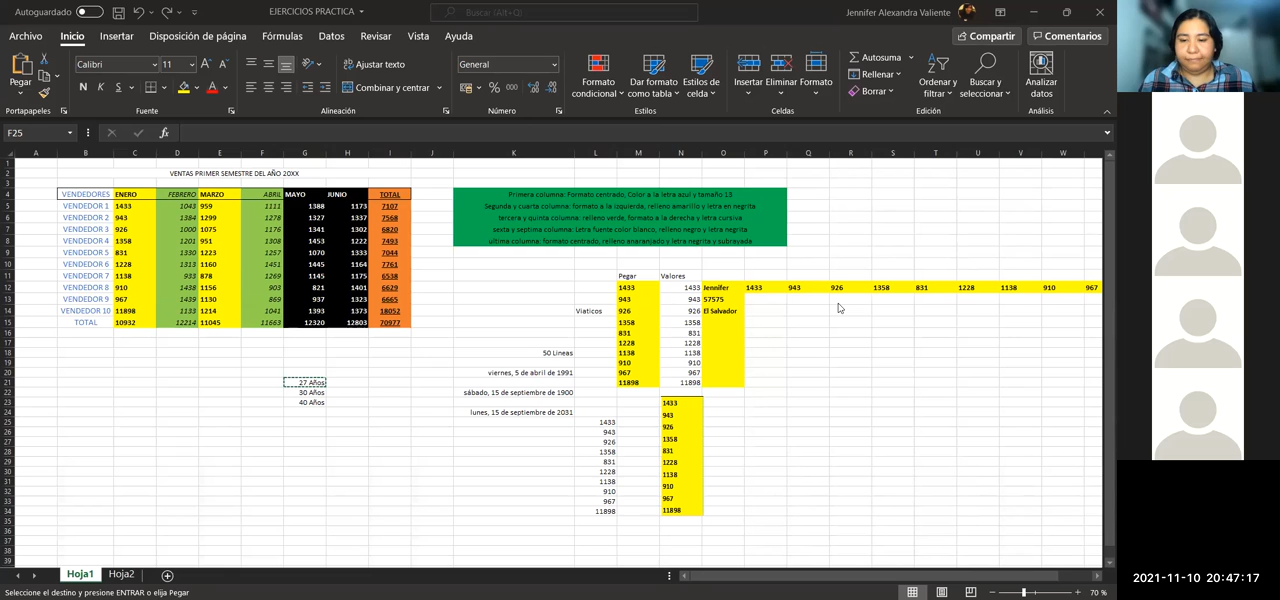 Autoguardado
EJERCICIOS PRACTICA
Buscar (Alt+Q)
Jennifer Alexandra Valiente
Archivo Inicio Insertar Disposición de página Fórmulas Datos Revisar Vista Ayuda
Compartir Comentarios
Pegar
Calibri 11
N K S
Ajustar texto
Combinar y centrar
General
Formato condicional
Dar formato como tabla
Estilos de celda
Insertar Eliminar Formato
Autosuma
Rellenar
Borrar
Ordenar y filtrar
Buscar y seleccionar
Analizar datos
Portapapeles Fuente Alineación Número Estilos Celdas Edición Análisis
F25
A B C D E F G H I J K L M N O P Q R S T U V W
VENTAS PRIMER SEMESTRE DEL AÑO 20XX
VENDEDORES ENERO FEBRERO MARZO ABRIL MAYO JUNIO TOTAL
VENDEDOR 1 1433 1043 959 1111 1388 1173 7107
VENDEDOR 2 943 1384 1299 1278 1327 1337 7568
VENDEDOR 3 926 1000 1075 1176 1341 1302 6820
VENDEDOR 4 1358 1201 951 1308 1453 1222 7493
VENDEDOR 5 831 1330 1223 1257 1070 1333 7044
VENDEDOR 6 1228 1313 1160 1451 1445 1164 7761
VENDEDOR 7 1138 933 878 1269 1145 1175 6538
VENDEDOR 8 910 1438 1156 903 821 1401 6629
VENDEDOR 9 967 1439 1130 869 937 1323 6665
VENDEDOR 10 11898 1133 1214 1041 1393 1373 18052
TOTAL 10932 12214 11045 11663 12320 12803 70977
Primera columna: Formato centrado, Color a la letra azul y tamaño 13
Segunda y cuarta columna: formato a la izquierda, relleno amarillo y letra en negrita
tercera y quinta columna: relleno verde, formato a la derecha y letra cursiva
sexta y septima columna: Letra fuente color blanco, relleno negro y letra negrita
ultima columna: formato centrado, relleno anaranjado y letra negrita y subrayada
Pegar Valores
1433 1433 Jennifer 1433 943 926 1358 831 1228 1138 910 967
943 943 57575
Viaticos 926 926 El Salvador
1358 1358
831 831
1228 1228
50 Lineas 1138 1138
910 910
viernes, 5 de abril de 1991 967 967
27 Años 11898 11898
30 Años sábado, 15 de septiembre de 1900
40 Años 1433
lunes, 15 de septiembre de 2031 943
1433 926
943
926 1358
1358 831
831 1228
1228 1138
1138
910 910
967 967
11898 11898
Hoja1 Hoja2
Seleccione el destino y presione ENTRAR o elija Pegar
70 %
2021-11-10 20:47:17